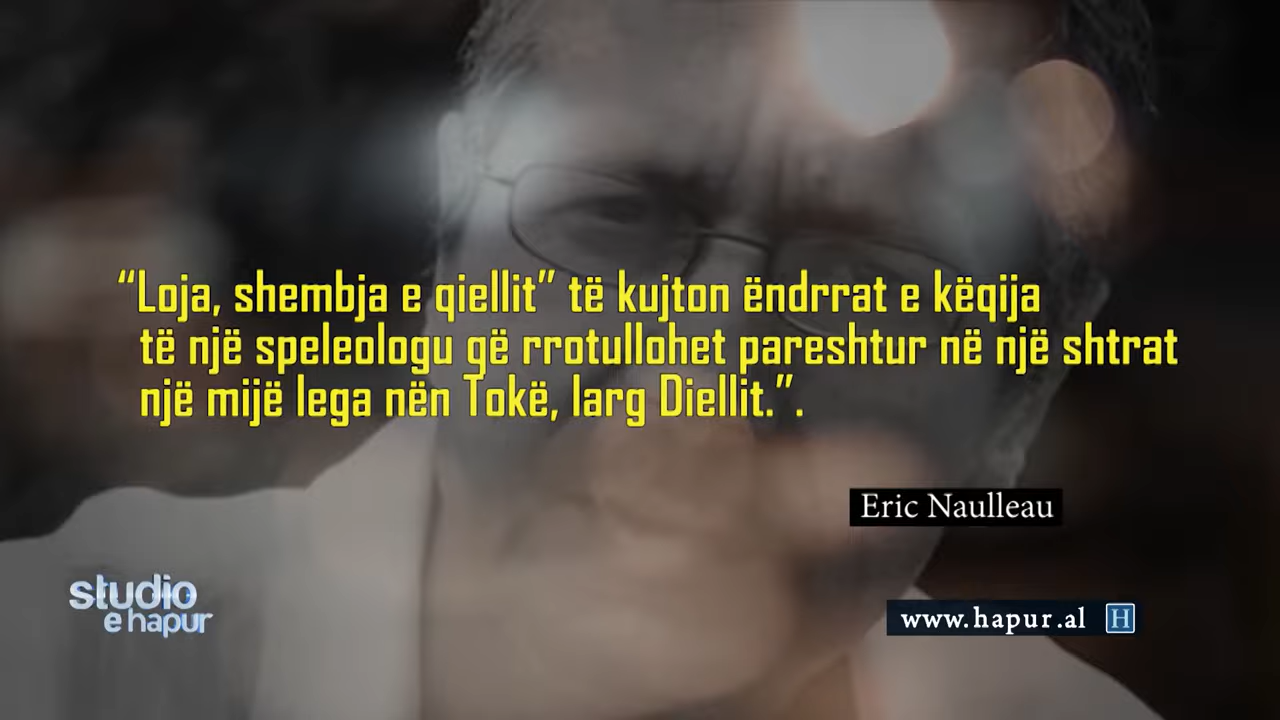 “Loja, shembja e qiellit” të kujton ëndrrat e këqija
të një speleologu që rrotullohet pareshtur në një shtrat
një mijë lega nën Tokë, larg Diellit.”.
Eric Naulleau
studio
e hapur
www.hapur.al H